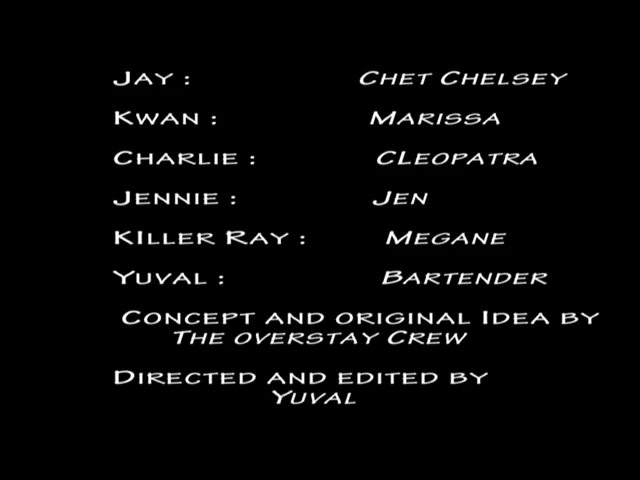 Jay : Chet Chelsey
Kwan : Marissa
Charlie : CLeopatra
Jennie : Jen
KIller Ray : Megane
Yuval : Bartender
Concept and original Idea by
The overstay Crew
Directed and edited by
Yuval